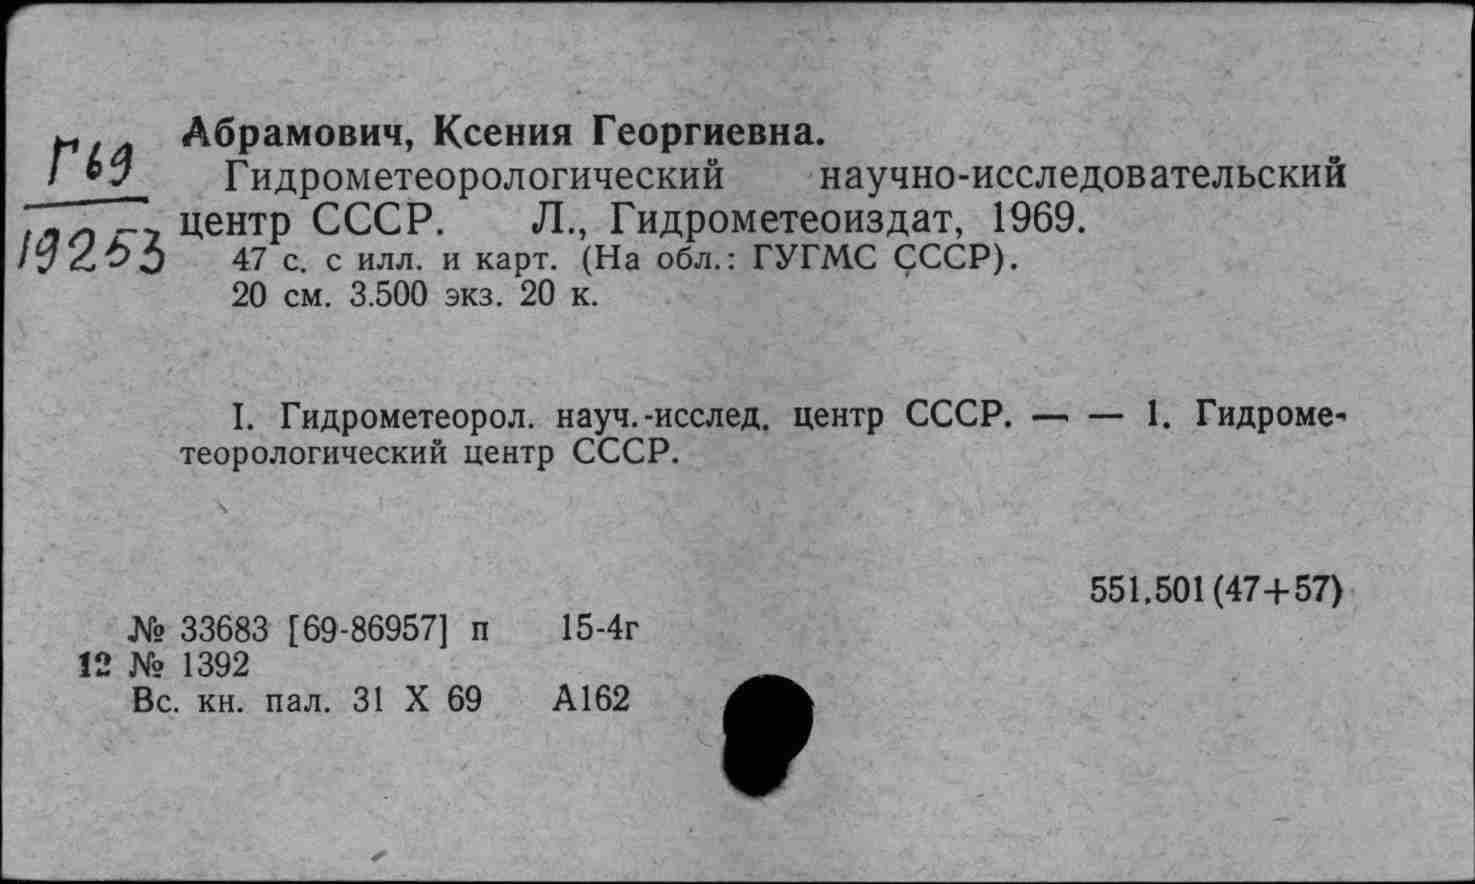 Г69
19253
Абрамович, Ксения Георгиевна.
Гидрометеорологический научно-исследовательский
центр СССР. Л., Гидрометеоиздат, 1969.
47 с. с илл. и карт. (На обл.: ГУГМС СССР).
20 см. 3.500 экз. 20 к.
I. Гидрометеорол. науч.-исслед. центр СССР. — — 1. Гидроме-
теорологический центр СССР.
551.501(47+57)
№ 33683 [69-86957] п 15-4г
12 № 1392
Вс. кн. пал. 31 X 69 А162